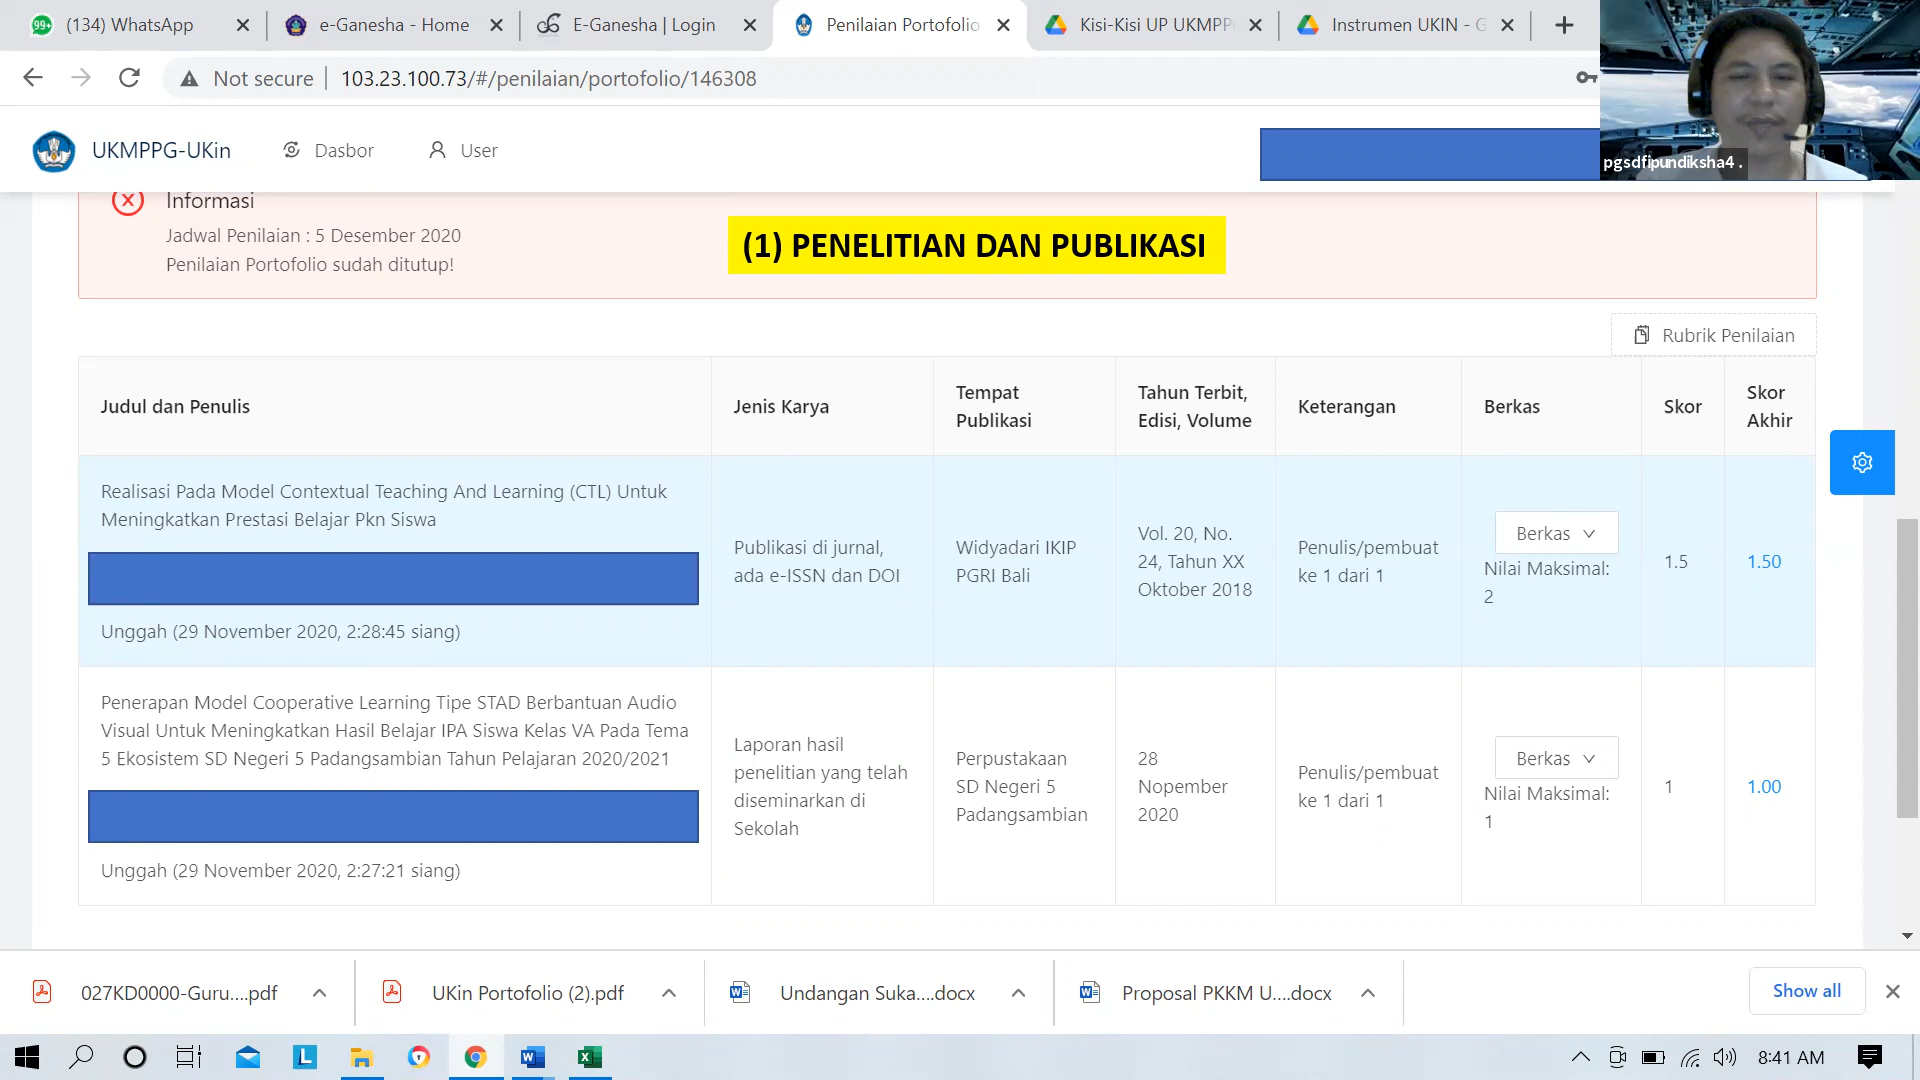 99+ (134) WhatsApp
e-Ganesha - Home
E-Ganesha | Login
Penilaian Portofolio
Kisi-Kisi UP UKMPP
Instrumen UKIN - G
Not secure
103.23.100.73/#/penilaian/portofolio/146308
pgsdfipundiksha4 .
UKMPPG-UKin
Dasbor
User
Informasi
Jadwal Penilaian : 5 Desember 2020
Penilaian Portofolio sudah ditutup!
(1) PENELITIAN DAN PUBLIKASI
Rubrik Penilaian
Judul dan Penulis
Jenis Karya
Tempat
Publikasi
Tahun Terbit,
Edisi, Volume
Keterangan
Berkas
Skor
Skor
Akhir
Realisasi Pada Model Contextual Teaching And Learning (CTL) Untuk
Meningkatkan Prestasi Belajar Pkn Siswa
Unggah (29 November 2020, 2:28:45 siang)
Publikasi di jurnal,
ada e-ISSN dan DOI
Widyadari IKIP
PGRI Bali
Vol. 20, No.
24, Tahun XX
Oktober 2018
Penulis/pembuat
ke 1 dari 1
Berkas
Nilai Maksimal:
2
1.5
1.50
Penerapan Model Cooperative Learning Tipe STAD Berbantuan Audio
Visual Untuk Meningkatkan Hasil Belajar IPA Siswa Kelas VA Pada Tema
5 Ekosistem SD Negeri 5 Padangsambian Tahun Pelajaran 2020/2021
Unggah (29 November 2020, 2:27:21 siang)
Laporan hasil
penelitian yang telah
diseminarkan di
Sekolah
Perpustakaan
SD Negeri 5
Padangsambian
28
Nopember
2020
Penulis/pembuat
ke 1 dari 1
Berkas
Nilai Maksimal:
1
1
1.00
027KD0000-Guru....pdf
UKin Portofolio (2).pdf
Undangan Suka....docx
Proposal PKKM U....docx
Show all
8:41 AM